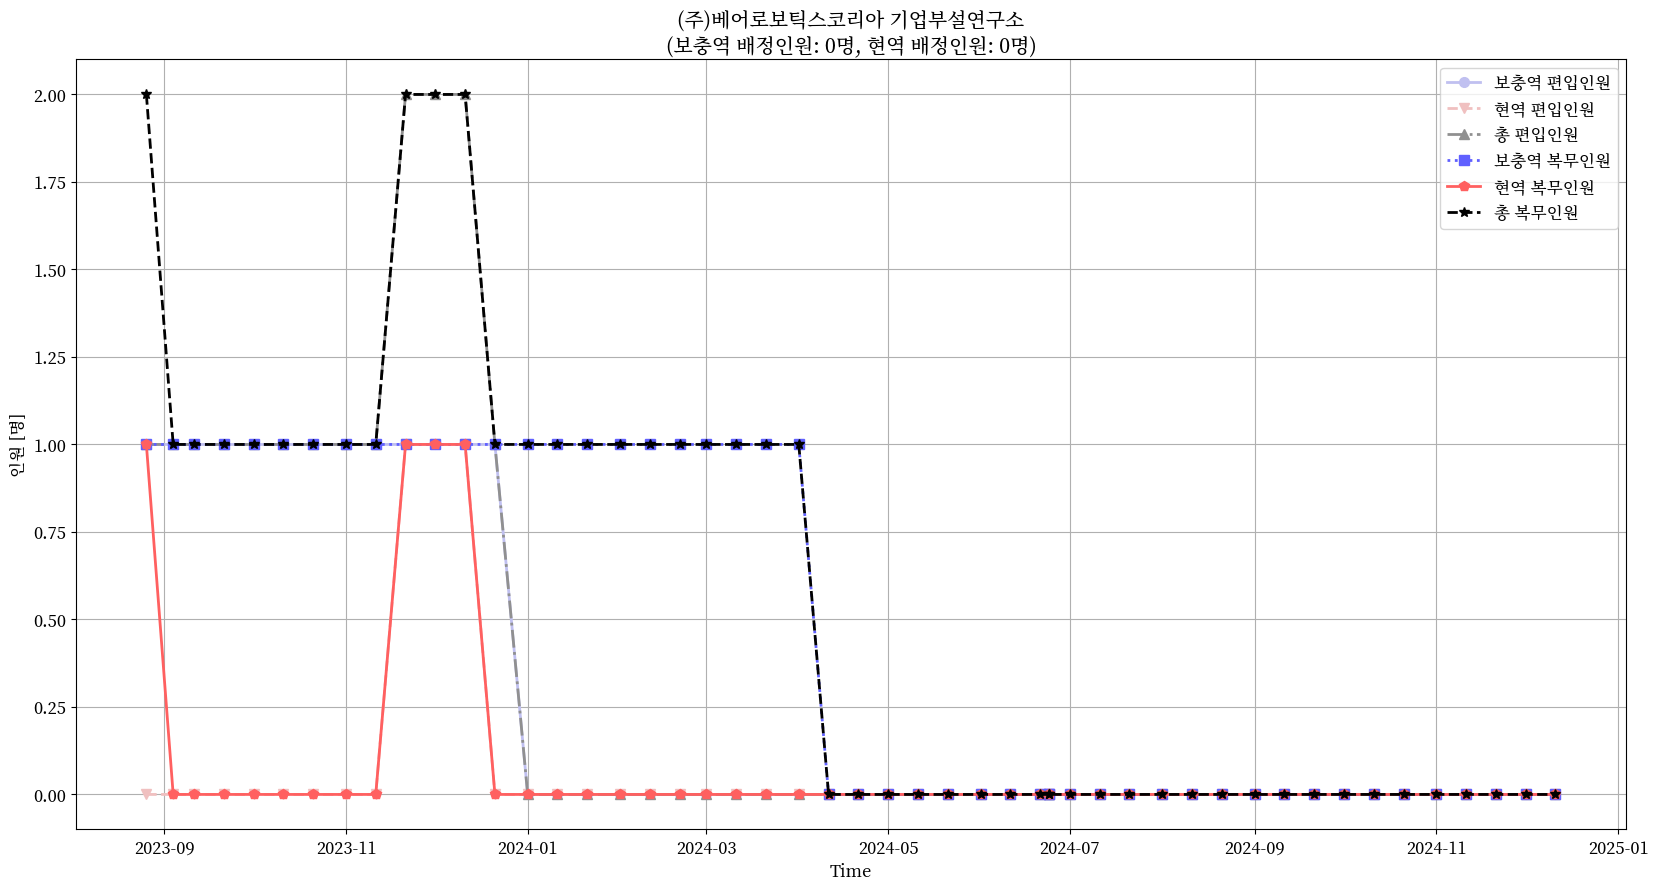 (주)베어로보틱스코리아 기업부설연구소
(보충역 배정인원: 0명, 현역 배정인원: 0명)
보충역 편입인원
현역 편입인원
총 편입인원
보충역 복무인원
현역 복무인원
총 복무인원
인원 [명]
2.00
1.75
1.50
1.25
1.00
0.75
0.50
0.25
0.00
2023-09 2023-11 2024-01 2024-03 2024-05 2024-07 2024-09 2024-11 2025-01
Time